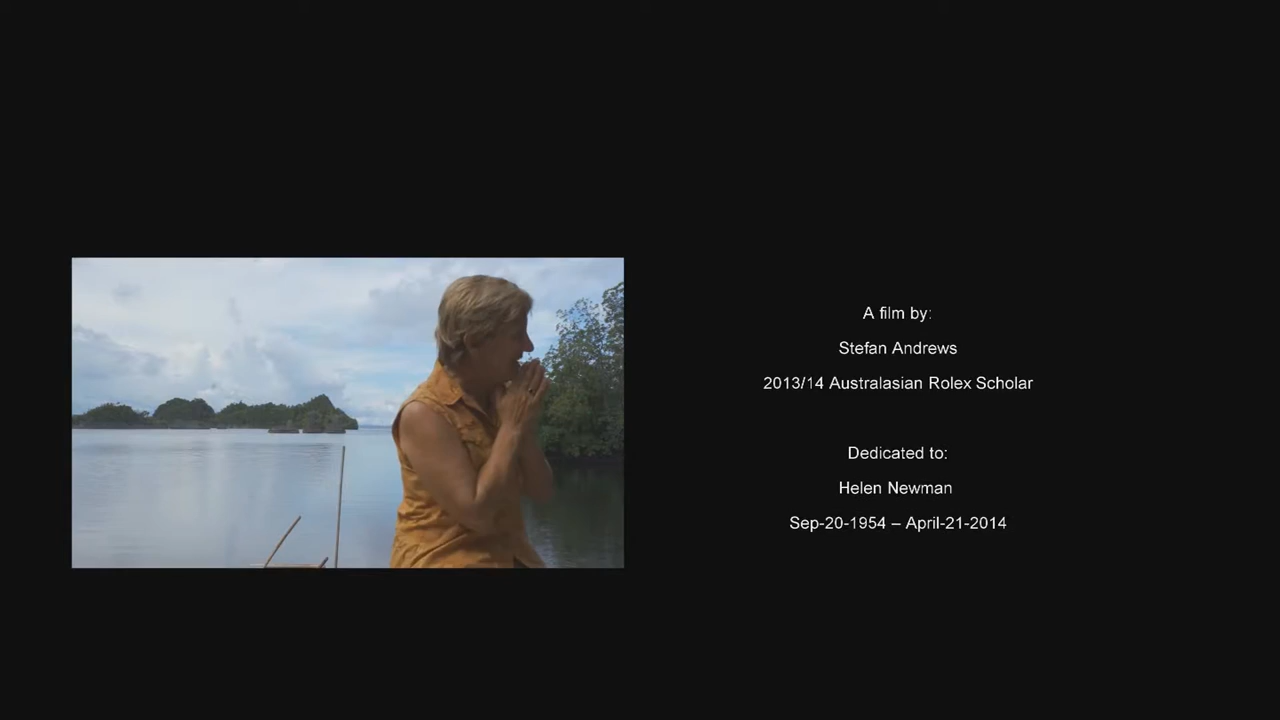 A film by:
Stefan Andrews
2013/14 Australasian Rolex Scholar
Dedicated to:
Helen Newman
Sep-20-1954 – April-21-2014